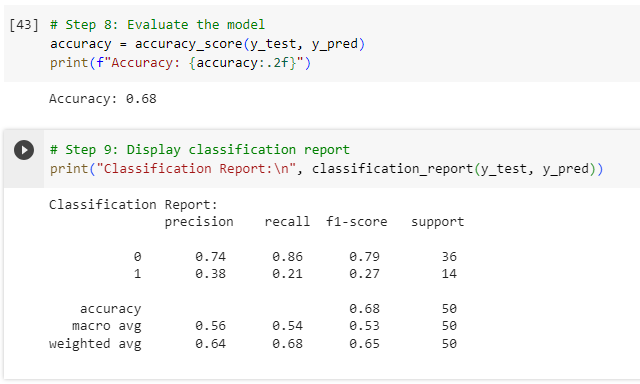 [43] # Step 8: Evaluate the model
accuracy = accuracy_score(y_test, y_pred)
print(f"Accuracy: {accuracy:.2f}")
Accuracy: 0.68
# Step 9: Display classification report
print("Classification Report:\n", classification_report(y_test, y_pred))
Classification Report:
precision recall f1-score support
0 0.74 0.86 0.79 36
1 0.38 0.21 0.27 14
accuracy 0.68 50
macro avg 0.56 0.54 0.53 50
weighted avg 0.64 0.68 0.65 50